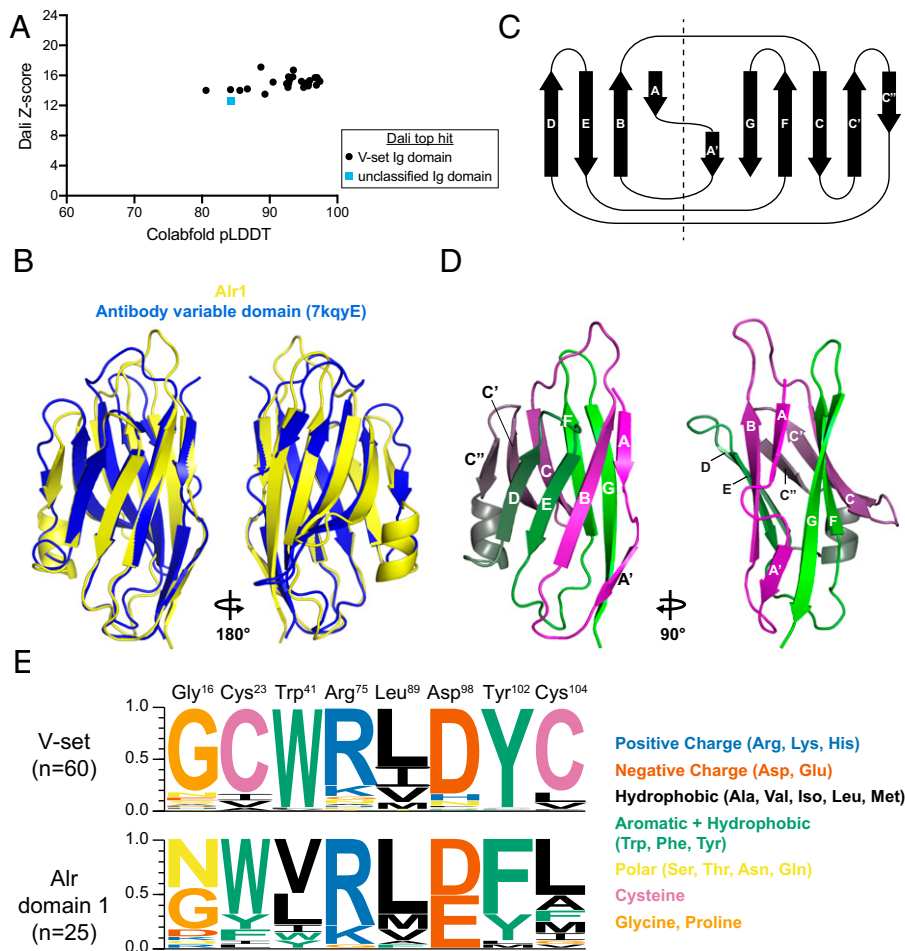 A
Dali Z-score
24
20
16
12
8
4
0
60
70
80
90
100
Colabfold pLDDT
Dali top hit
V-set Ig domain
unclassified Ig domain
C
D
E
B
A
A'
G
F
C
C'
C"
B
Alr1
Antibody variable domain (7kqyE)
180°
D
C'
C"
D
E
C
F
B
G
A
A'
90°
B
A
C'
D
E
C"
C
G
F
A'
E
Gly16 Cys23 Trp41 Arg75 Leu89 Asp98 Tyr102 Cys104
V-set
(n=60)
1.0
0.5
0.0
G C W R L D Y C
K I
V V
M L
Alr
domain 1
(n=25)
1.0
0.5
0.0
N W V R L D F L
G Y L K M E Y A
Positive Charge (Arg, Lys, His)
Negative Charge (Asp, Glu)
Hydrophobic (Ala, Val, Iso, Leu, Met)
Aromatic + Hydrophobic
(Trp, Phe, Tyr)
Polar (Ser, Thr, Asn, Gln)
Cysteine
Glycine, Proline